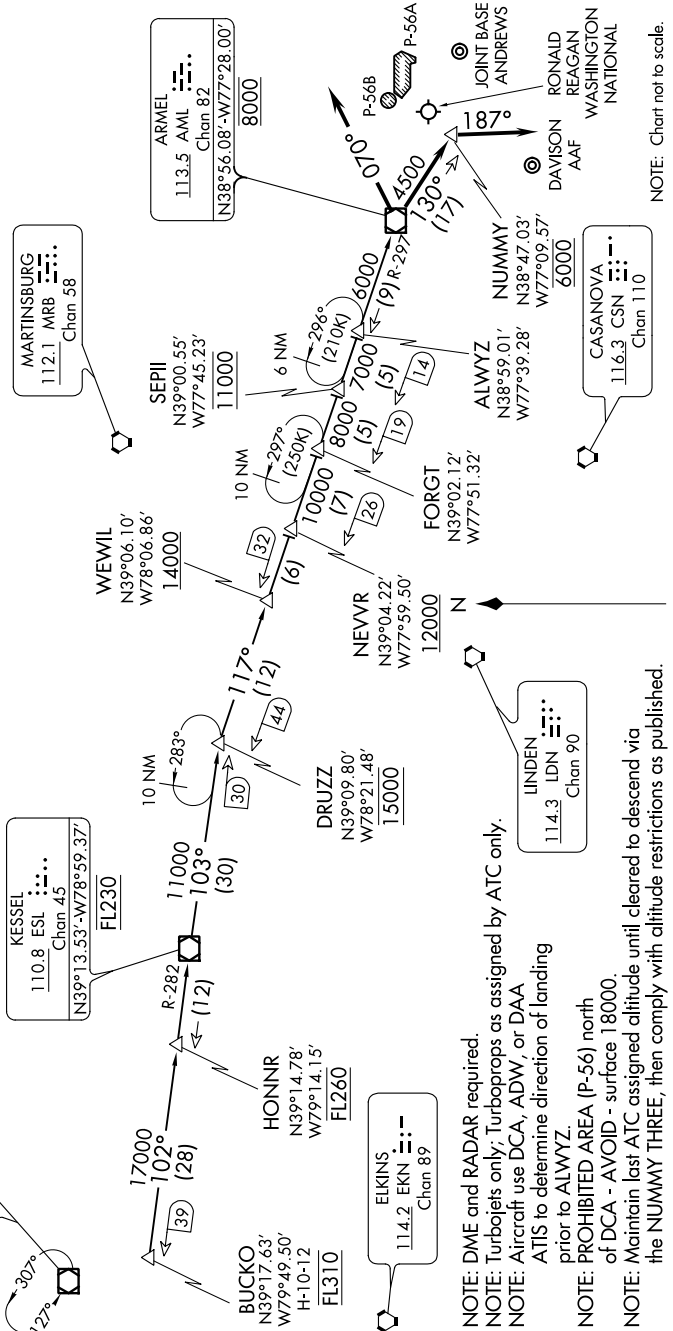 307°
127°
KESSEL
110.8 ESL
Chan 45
N39°13.53’-W78°59.37’
FL230
MARTINSBURG
112.1 MRB
Chan 58
ARMEL
113.5 AML
Chan 82
N38°56.08’-W77°28.00’
8000
BUCKO
N39°17.63’
W79°49.50’
H-10-12
FL310
39
17000
102°
(28)
HONNR
N39°14.78’
W79°14.15’
FL260
R-282
(12)
11000
103°
(30)
10 NM
283°
30
44
DRUZZ
N39°09.80’
W78°21.48’
15000
117°
(12)
WEWIL
N39°06.10’
W78°06.86’
14000
32
(6)
NEVVR
N39°04.22’
W77°59.50’
12000
26
10000
(7)
10 NM
297°
(250K)
FORGT
N39°02.12’
W77°51.32’
19
8000
(5)
SEPII
N39°00.55’
W77°45.23’
11000
14
7000
(5)
6 NM
296°
(210K)
ALWYZ
N38°59.01’
W77°39.28’
6000
(9)
R-297
070°
4500
130°
(17)
NUMMY
N38°47.03’
W77°09.57’
6000
187°
P-56B
P-56A
JOINT BASE
ANDREWS
RONALD
REAGAN
WASHINGTON
NATIONAL
DAVISON
AAF
ELKINS
114.2 EKN
Chan 89
LINDEN
114.3 LDN
Chan 90
CASANOVA
116.3 CSN
Chan 110
N
NOTE: Chart not to scale.
NOTE: DME and RADAR required.
NOTE: Turbojets only; Turboprops as assigned by ATC only.
NOTE: Aircraft use DCA, ADW, or DAA
ATIS to determine direction of landing
prior to ALWYZ.
NOTE: PROHIBITED AREA (P-56) north
of DCA - AVOID - surface 18000.
NOTE: Maintain last ATC assigned altitude until cleared to descend via
the NUMMY THREE, then comply with altitude restrictions as published.